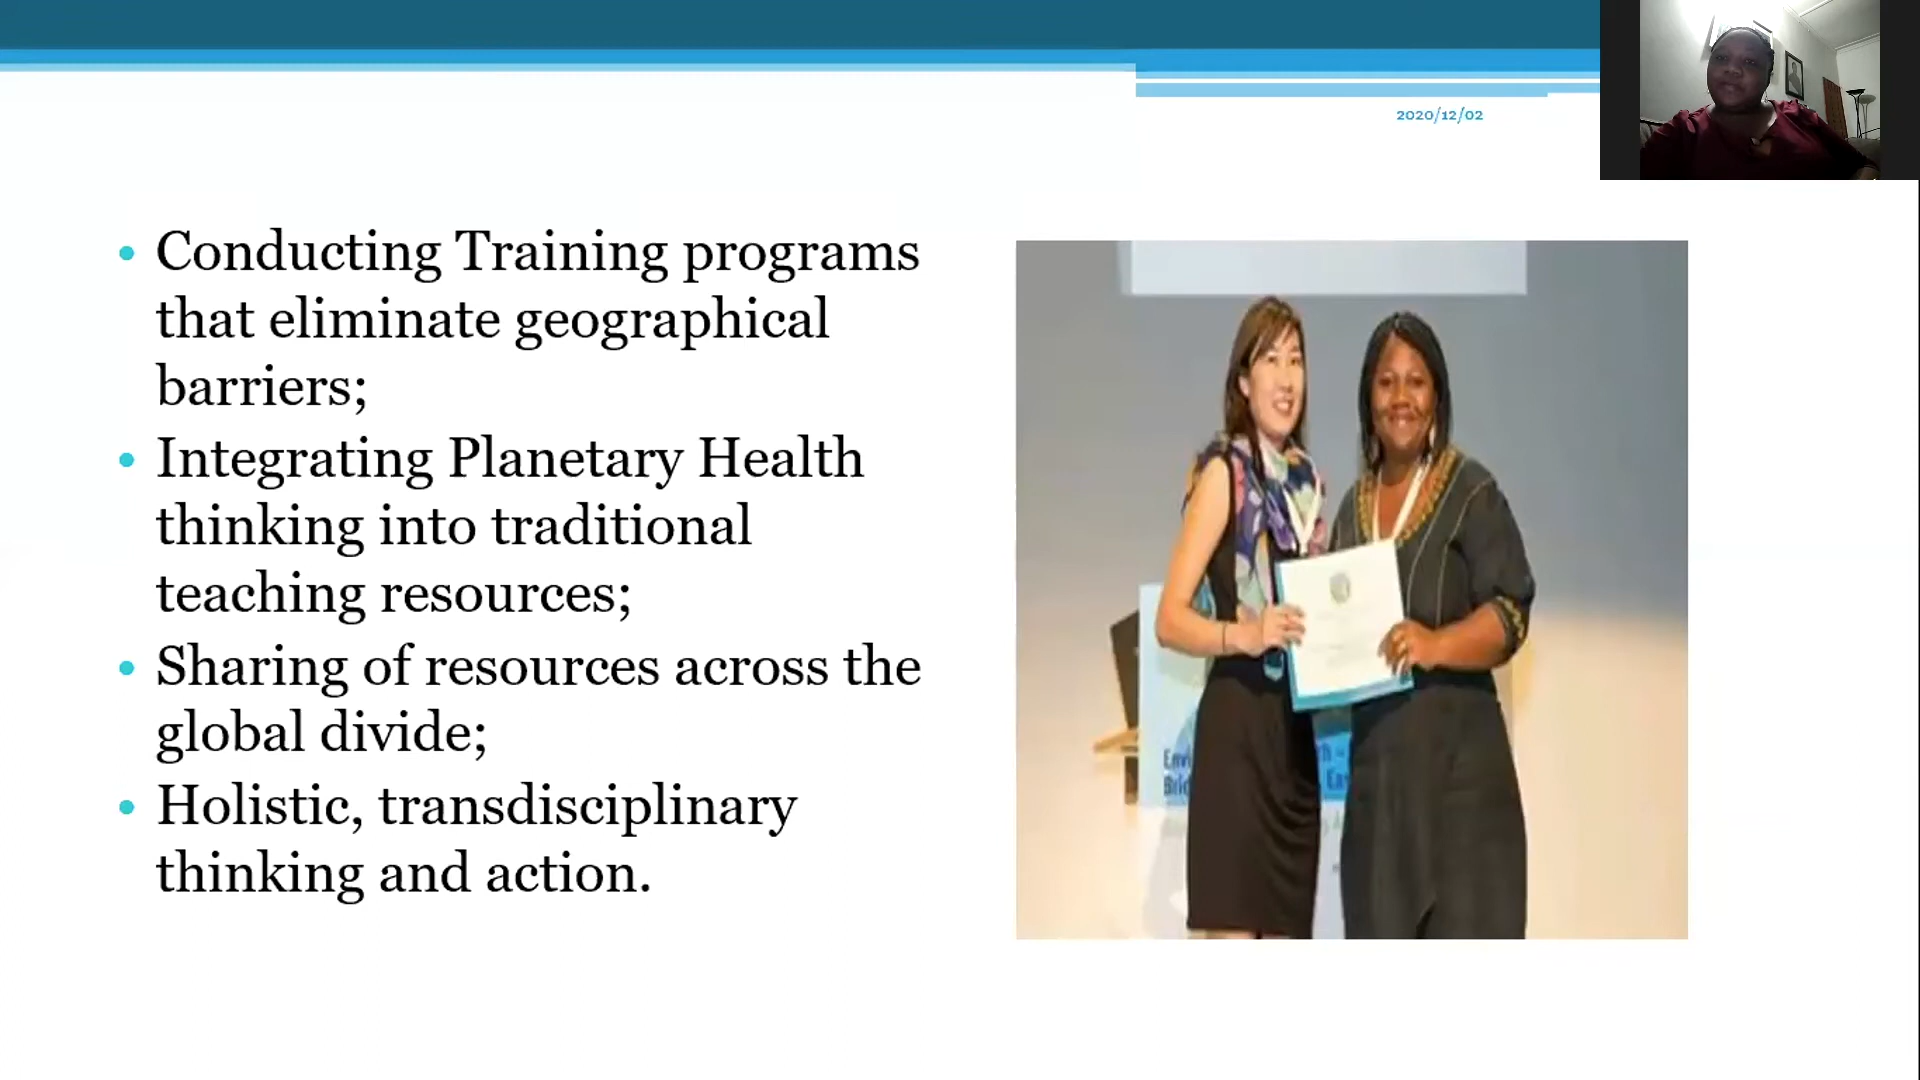 2020/12/02
• Conducting Training programs
that eliminate geographical
barriers;
• Integrating Planetary Health
thinking into traditional
teaching resources;
• Sharing of resources across the
global divide;
• Holistic, transdisciplinary
thinking and action.